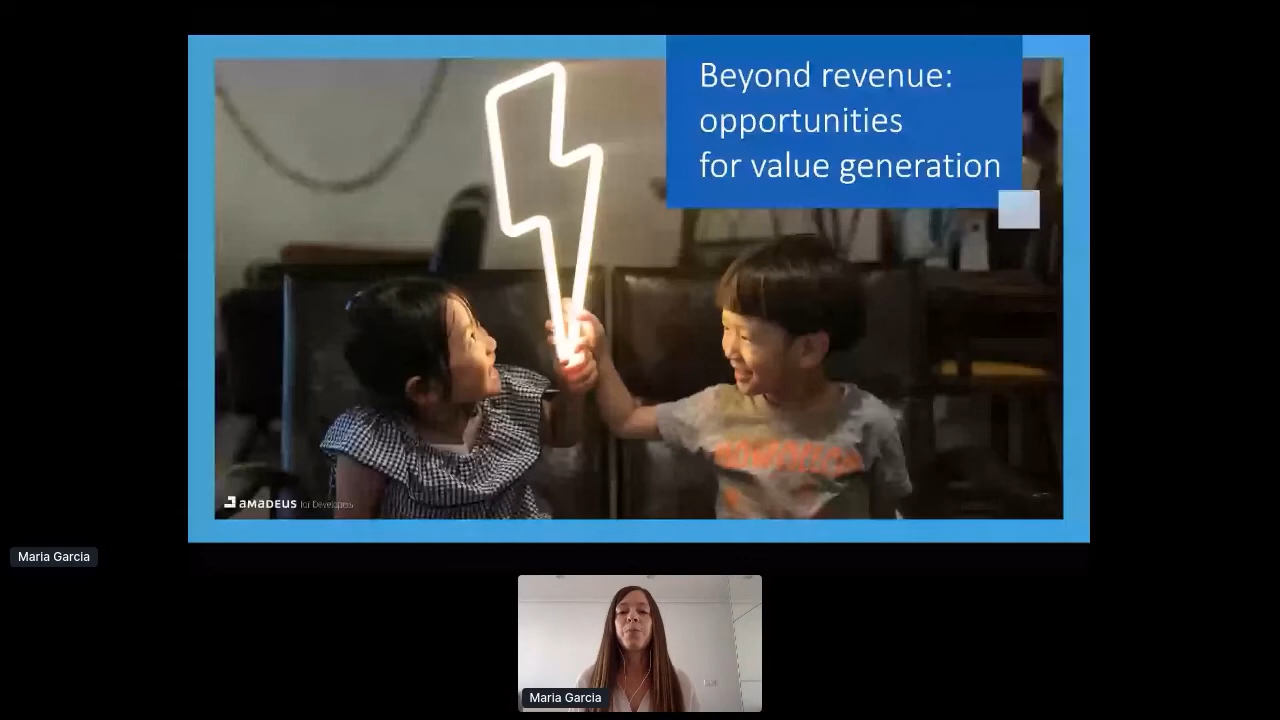 Beyond revenue:
opportunities
for value generation
amadeus for Developers
Maria Garcia
Maria Garcia